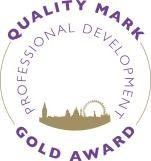 QUALITY MARK
PROFESSIONAL DEVELOPMENT
GOLD AWARD